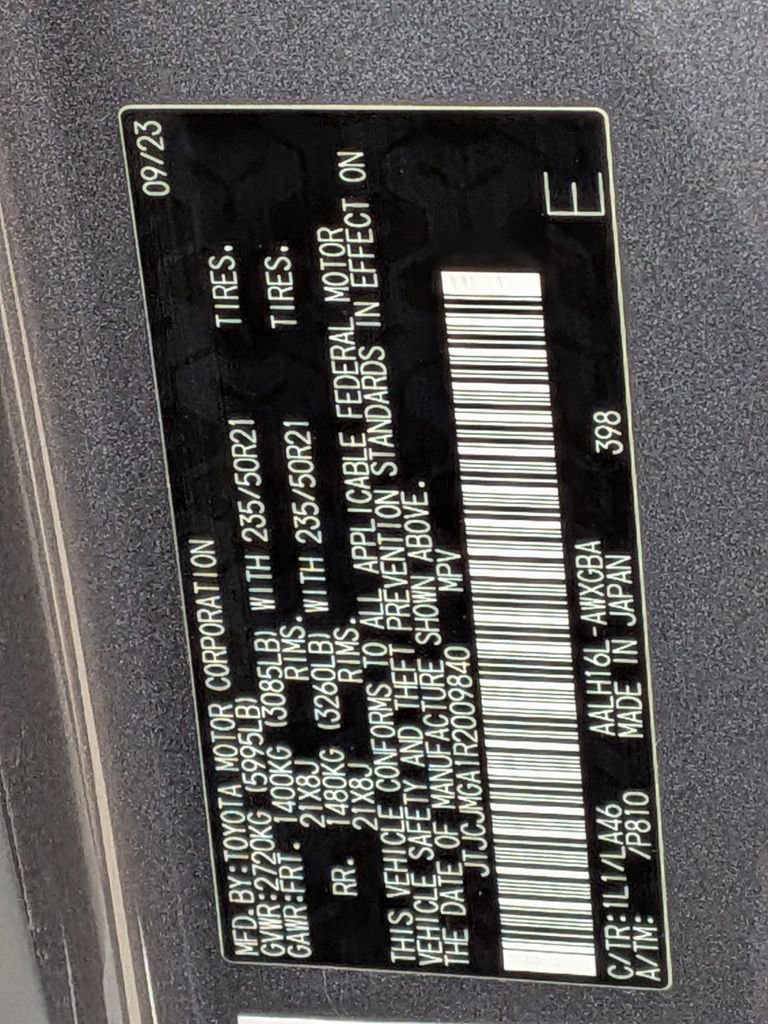 MFD. BY:TOYOTA MOTOR CORPORATION 09/23
GVWR:2720KG (5995LB)
GAWR:FRT. 1400KG (3085LB) WITH 235/50R21 TIRES.
21X8J RIMS.
RR. 1480KG (3260LB) WITH 235/50R21 TIRES.
21X8J RIMS.
THIS VEHICLE CONFORMS TO ALL APPLICABLE FEDERAL MOTOR
VEHICLE SAFETY AND THEFT PREVENTION STANDARDS IN EFFECT ON
THE DATE OF MANUFACTURE SHOWN ABOVE.
JTJCJMGA1R2009840 MPV
E
C/TR:1L1/LA46 AALH16L-AWXGBA 398
A/TM: /P810 MADE IN JAPAN